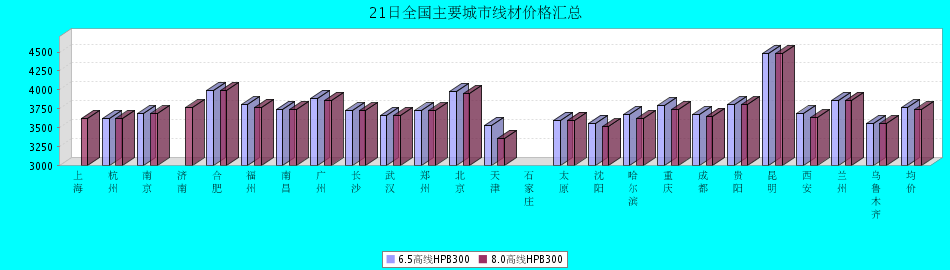 21日全国主要城市线材价格汇总
4500
4250
4000
3750
3500
3250
3000
上海
杭州
南京
济南
合肥
福州
南昌
广州
长沙
武汉
郑州
北京
天津
石家庄
太原
沈阳
哈尔滨
重庆
成都
贵阳
昆明
西安
兰州
乌鲁木齐
均价
6.5高线HPB300
8.0高线HPB300